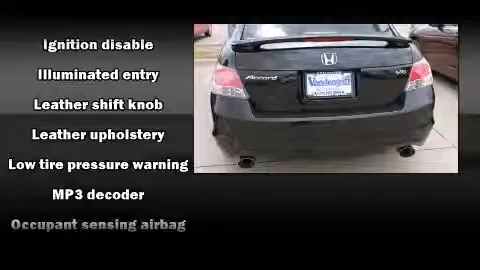 Ignition disable
Illuminated entry
Leather shift knob
Leather upholstery
Low tire pressure warning
MP3 decoder
Occupant sensing airbag
Accord
V6
Vandergriff